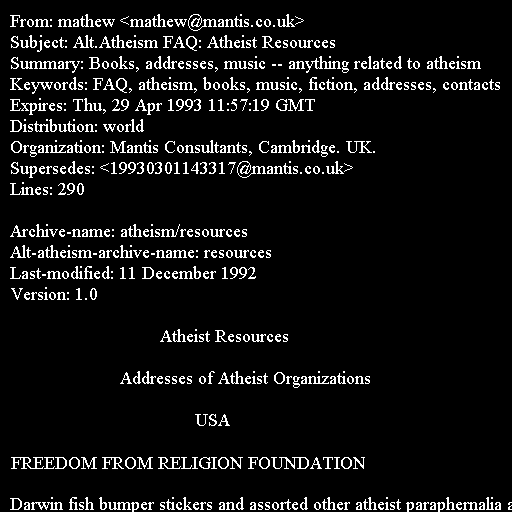 From: mathew <mathew@mantis.co.uk>
Subject: Alt.Atheism FAQ: Atheist Resources
Summary: Books, addresses, music -- anything related to atheism
Keywords: FAQ, atheism, books, music, fiction, addresses, contacts
Expires: Thu, 29 Apr 1993 11:57:19 GMT
Distribution: world
Organization: Mantis Consultants, Cambridge. UK.
Supersedes: <19930301143317@mantis.co.uk>
Lines: 290
Archive-name: atheism/resources
Alt-atheism-archive-name: resources
Last-modified: 11 December 1992
Version: 1.0
Atheist Resources
Addresses of Atheist Organizations
USA
FREEDOM FROM RELIGION FOUNDATION
Darwin fish bumper stickers and assorted other atheist paraphernalia